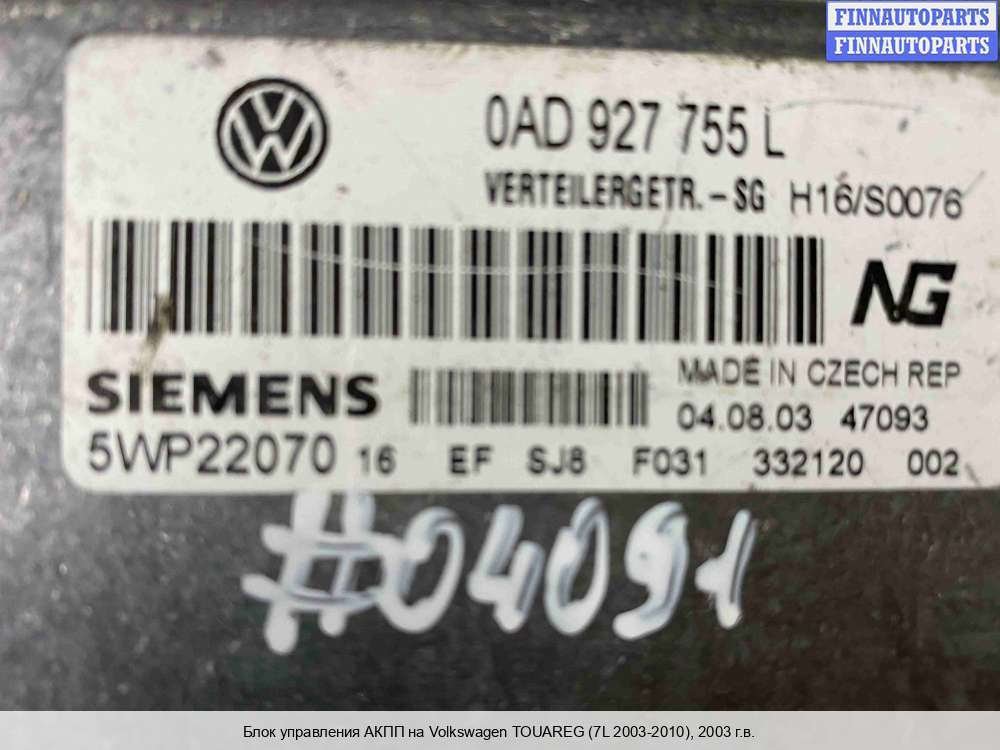 FINNAUTOPARTS
FINNAUTOPARTS
0AD 927 755 L
VERTEILERGETR.-SG H16/S0076
NG
SIEMENS
MADE IN CZECH REP
04.08.03 47093
5WP22070 16 EF SJ8 F031 332120 002
#04091
Блок управления АКПП на Volkswagen TOUAREG (7L 2003-2010), 2003 г.в.